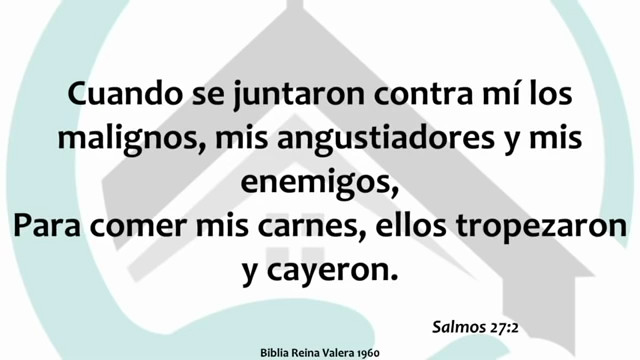 Cuando se juntaron contra mí los
malignos, mis angustiadores y mis
enemigos,
Para comer mis carnes, ellos tropezaron
y cayeron.
Salmos 27:2
Biblia Reina Valera 1960